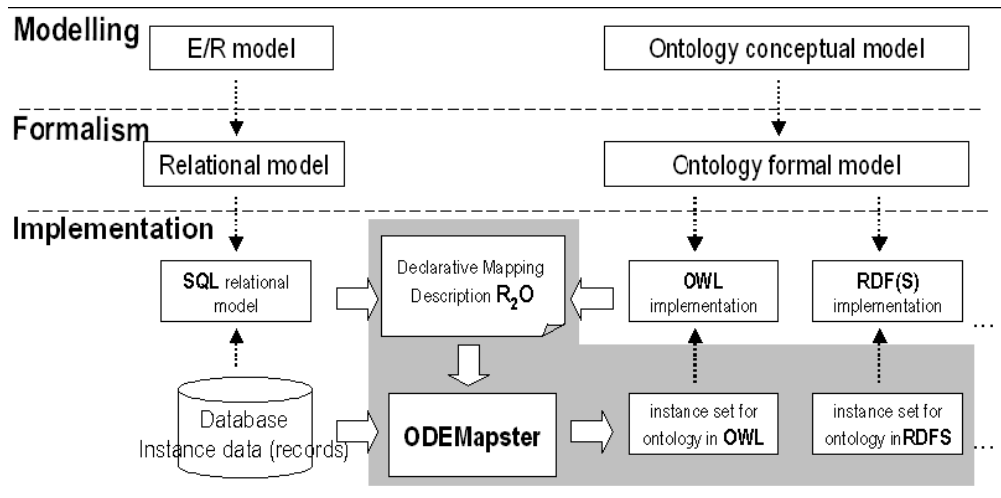 Modelling
E/R model
Ontology conceptual model
Formalism
Relational model
Ontology formal model
Implementation
SQL relational
model
Declarative Mapping
Description R2O
OWL
implementation
RDF(S)
implementation
...
Database
Instance data (records)
ODEMapster
instance set for
ontology in OWL
instance set for
ontology inRDFS
...